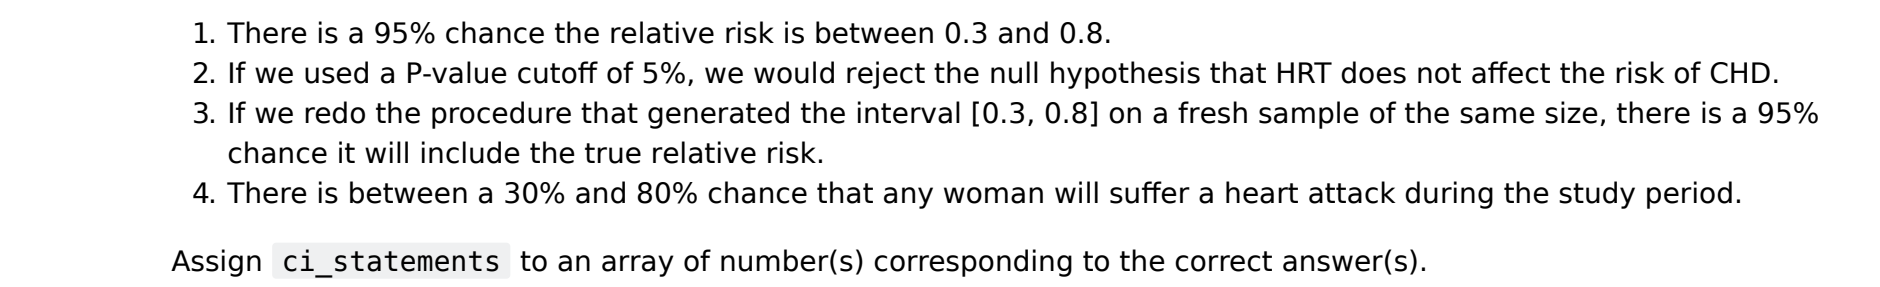 1. There is a 95% chance the relative risk is between 0.3 and 0.8.
2. If we used a P-value cutoff of 5%, we would reject the null hypothesis that HRT does not affect the risk of CHD.
3. If we redo the procedure that generated the interval [0.3, 0.8] on a fresh sample of the same size, there is a 95%
chance it will include the true relative risk.
4. There is between a 30% and 80% chance that any woman will suffer a heart attack during the study period.
Assign ci_statements to an array of number(s) corresponding to the correct answer(s).